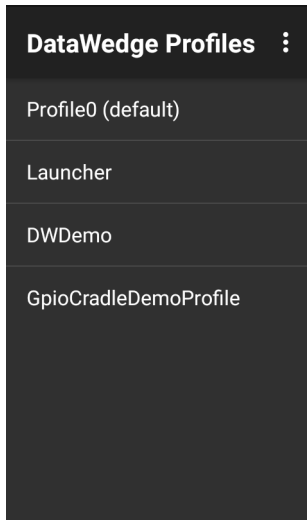 DataWedge Profiles
Profile0 (default)
Launcher
DWDemo
GpioCradleDemoProfile